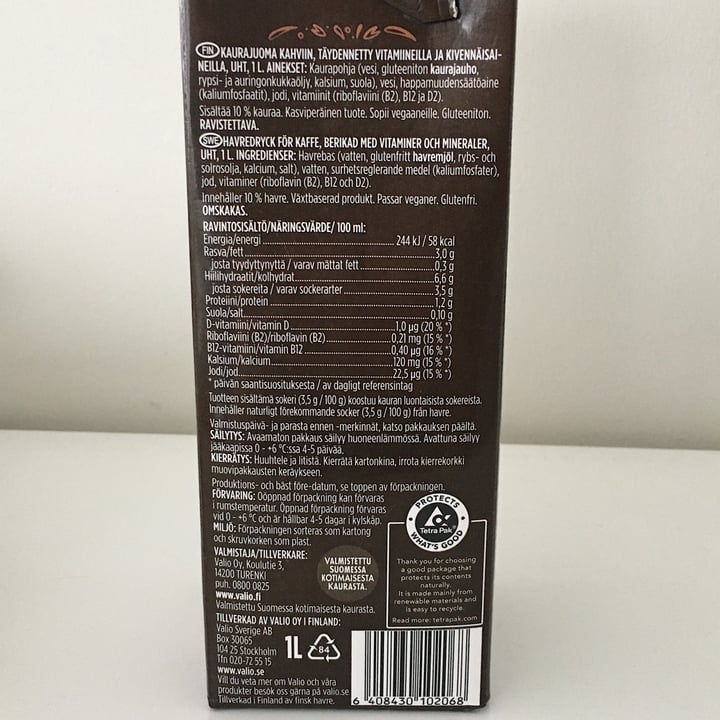 FIN KAURAJUOMA KAHVIIN, TÄYDENNETTY VITAMIINEILLA JA KIVENNÄISAI-
NEILLA, UHT, 1 L. AINEKSET: Kaurapohja (vesi, gluteeniton kaurajauho,
rypsi- ja auringonkukkaöljy, kalsium, suola), vesi, happamuudensäätöaine
(kaliumfosfaatit), jodi, vitamiinit (riboflaviini (B2), B12 ja D2).
Sisältää 10 % kauraa. Kasviperäinen tuote. Sopii vegaaneille, Gluteeniton.
RAVISTETTAVA.
SWE HAVREDRYCK FÖR KAFFE, BERIKAD MED VITAMINER OCH MINERALER,
UHT, 1 L. INGREDIENSER: Havrebas (vatten, glutenfritt havremjöl, rybs- och
solrosolja, kalcium, salt), vatten, surhetsreglerande medel (kaliumfosfater),
jod, vitaminer (riboflavin (B2), B12 och D2).
Innehåller 10 % havre. Växtbaserad produkt. Passar veganer. Glutenfri.
OMSKAKAS.
RAVINTOSISÄLTÖ/NÄRINGSVÄRDE/ 100 ml:
Energia/energi 244 kJ / 58 kcal
Rasva/fett 3,0 g
josta tyydyttynyttä / varav mättat fett 0,3 g
Hiilihydraatit/kolhydrat 6,6 g
josta sokereita / varav sockerarter 3,5 g
Proteiini/protein 1,2 g
Suola/salt 0,10 g
D-vitamiini/vitamin D 1,0 µg (20 % *)
Riboflaviini (B2)/riboflavin (B2) 0,21 mg (15 % *)
B12-vitamiini/vitamin B12 0,40 µg (16 % *)
Kalsium/kalcium 120 mg (15 % *)
Jodi/jod 22,5 µg (15 % *)
* päivän saantisuosituksesta / av dagligt referensintag
Tuotteen sisältämä sokeri (3,5 g / 100 g) koostuu kauran luontaisista sokereista.
Innehåller naturligt förekommande socker (3,5 g / 100 g) från havre.
Valmistuspäivä- ja parasta ennen -merkinnät, katso pakkauksen päältä.
SÄILYTYS: Avaamaton pakkaus säilyy huoneenlämmössä. Avattuna säilyy
jääkaapissa 0 - +6 °C:ssa 4-5 päivää.
KIERRÄTYS: Huuhtele ja litistä. Kierrätä kartonkina, irrota kierrekorkki
muovipakkausten keräykseen.
Produktions- och bäst före-datum, se toppen av förpackningen.
FÖRVARING: Oöppnad förpackning kan förvaras
i rumstemperatur. Öppnad förpackning förvaras
vid 0 - +6 °C och är hållbar 4-5 dagar i kylskåp.
MILJÖ: Förpackningen sorteras som kartong
och skruvkorken som plast.
VALMISTAJA/TILLVERKARE:
Valio Oy, Koulutie 3,
14200 TURENKI
puh. 0800 0825
www.valio.fi
Valmistettu Suomessa kotimaisesta kaurasta.
TILLVERKAD AV VALIO OY I FINLAND:
Valio Sverige AB
Box 30065
104 25 Stockholm
Tfn 020-72 55 15
www.valio.se
Vill du veta mer om Valio och våra
produkter besök oss gärna på valio.se
Tillverkad i Finland av finsk havre.
VALMISTETTU
SUOMESSA
KOTIMAISESTA
KAURASTA.
1L
84
PROTECTS
Tetra Pak®
WHAT'S GOOD
Thank you for choosing
a good package that
protects its contents
naturally.
It is made mainly from
renewable materials and
is easy to recycle.
Read more: tetrapak.com
6 408430 102068